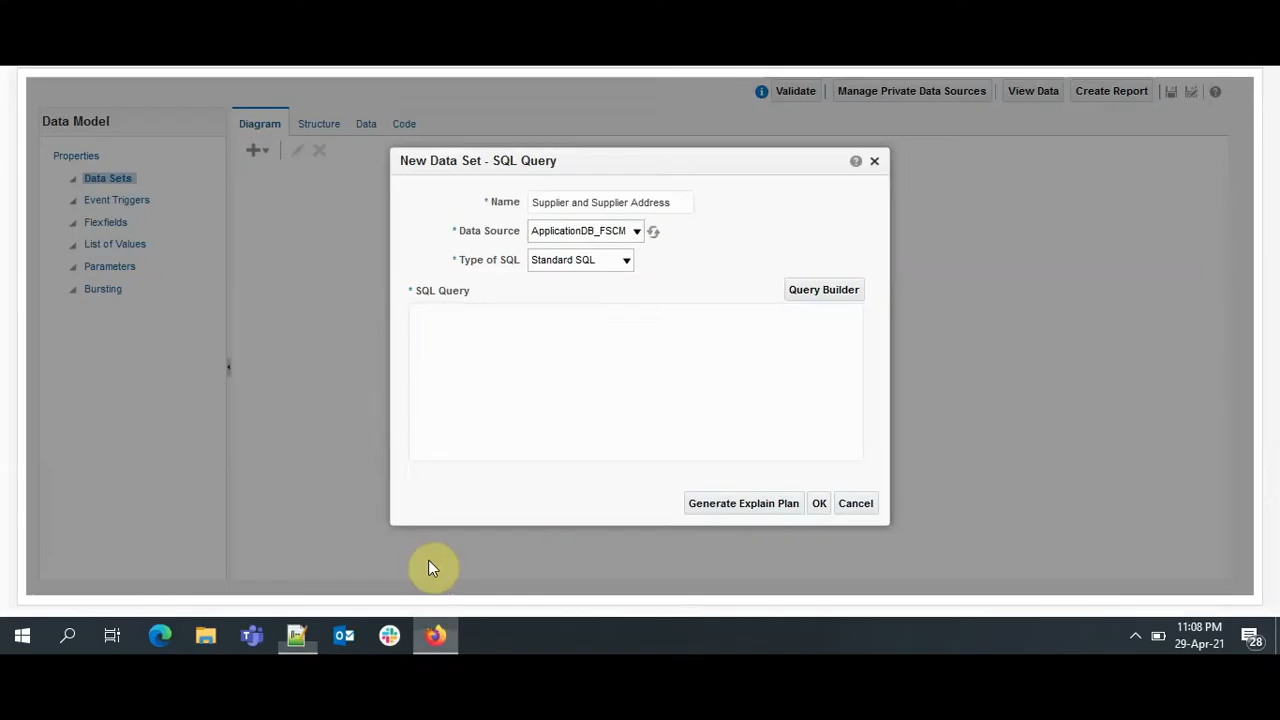 Validate
Manage Private Data Sources
View Data
Create Report
Data Model
Diagram
Structure
Data
Code
Properties
Data Sets
Event Triggers
Flexfields
List of Values
Parameters
Bursting
New Data Set - SQL Query
* Name
Supplier and Supplier Address
* Data Source
ApplicationDB_FSCM
* Type of SQL
Standard SQL
* SQL Query
Query Builder
Generate Explain Plan
OK
Cancel
11:08 PM
29-Apr-21
28